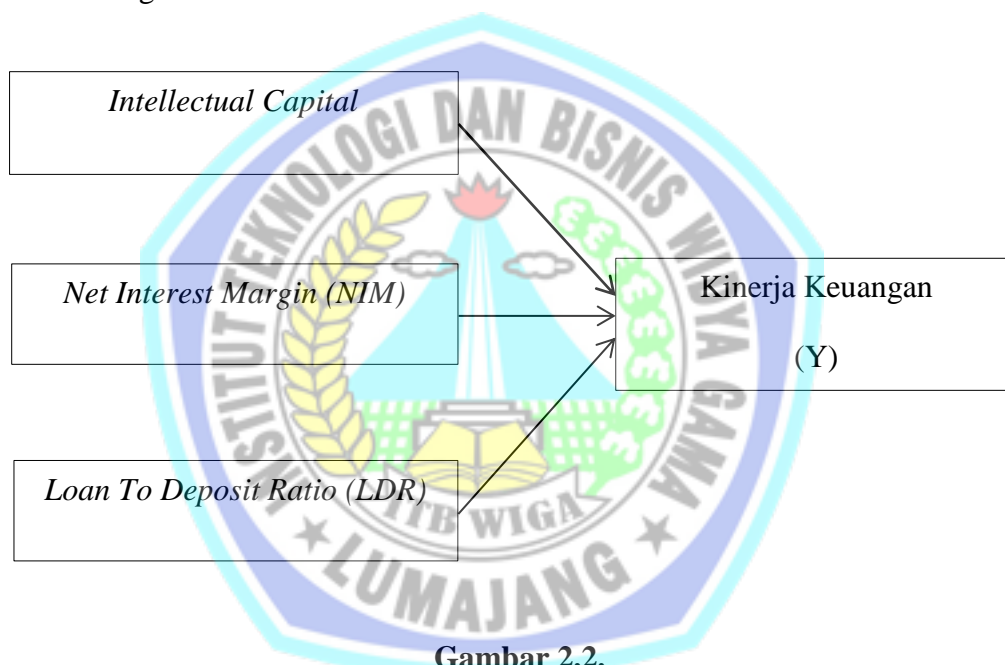 Intellectual Capital
Net Interest Margin (NIM)
Kinerja Keuangan
(Y)
Loan To Deposit Ratio (LDR)
INSTITUT TEKNOLOGI DAN BISNIS WIDYA GAMA
ITB WIGA
LUMAJANG
Gambar 2.2.